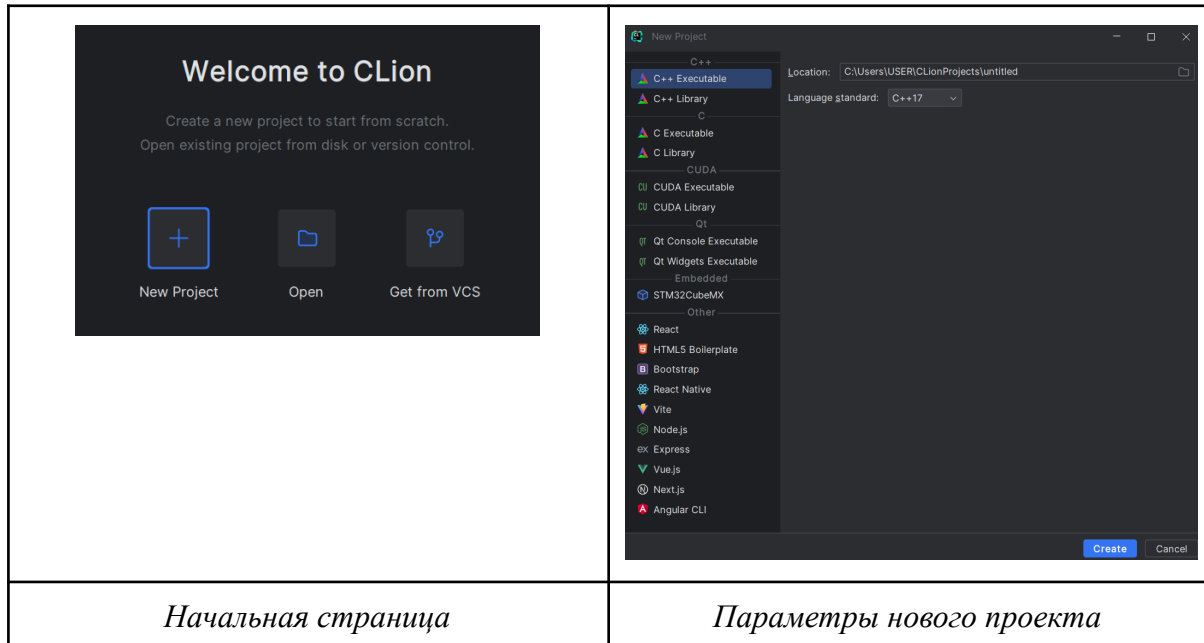 Welcome to CLion
Create a new project to start from scratch.
Open existing project from disk or version control.
New Project
Open
Get from VCS
Начальная страница
New Project
C++
C++ Executable
C++ Library
C
C Executable
C Library
CUDA
CU CUDA Executable
CU CUDA Library
Qt
QT Qt Console Executable
QT Qt Widgets Executable
Embedded
STM32CubeMX
Other
React
HTML5 Boilerplate
B Bootstrap
React Native
Vite
Node.js
ex Express
Vue.js
N Next.js
A Angular CLI
Location: C:\Users\USER\CLionProjects\untitled
Language standard: C++17
Create Cancel
Параметры нового проекта